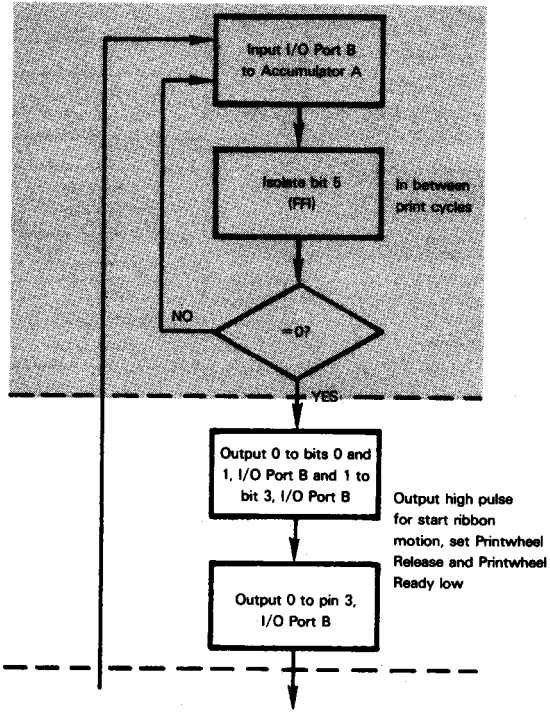 Input I/O Port B
to Accumulator A
Isolate bit 5
(FFI)
In between
print cycles
NO
=0?
YES
Output 0 to bits 0 and
1, I/O Port B and 1 to
bit 3, I/O Port B
Output high pulse
for start ribbon
motion, set Printwheel
Release and Printwheel
Ready low
Output 0 to pin 3,
I/O Port B